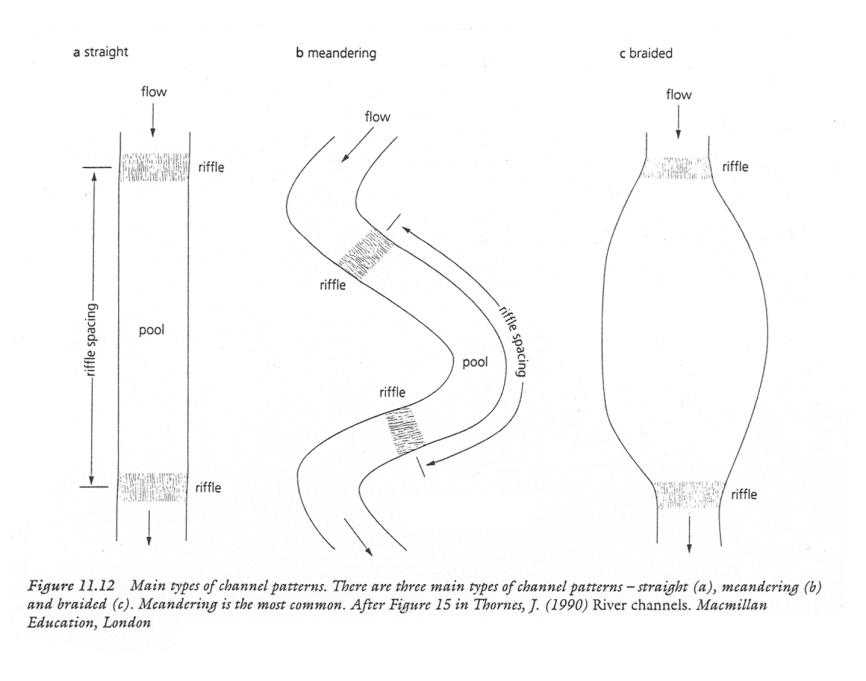 a straight
b meandering
c braided
flow
riffle
riffle spacing
pool
riffle
flow
riffle
riffle spacing
pool
riffle
flow
riffle
riffle
Figure 11.12 Main types of channel patterns. There are three main types of channel patterns – straight (a), meandering (b)
and braided (c). Meandering is the most common. After Figure 15 in Thornes, J. (1990) River channels. Macmillan
Education, London